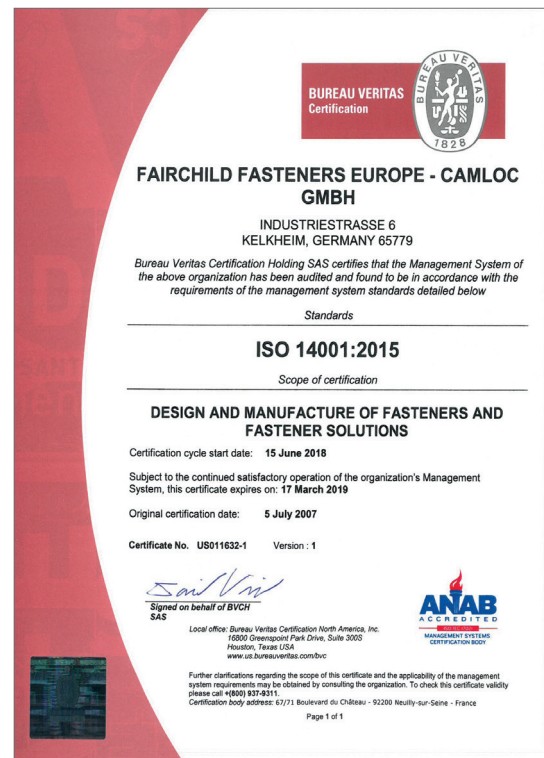 BUREAU VERITAS
Certification
BUREAU VERITAS
1828
FAIRCHILD FASTENERS EUROPE - CAMLOC
GMBH
INDUSTRIESTRASSE 6
KELKHEIM, GERMANY 65779
Bureau Veritas Certification Holding SAS certifies that the Management System of
the above organization has been audited and found to be in accordance with the
requirements of the management system standards detailed below
Standards
ISO 14001:2015
Scope of certification
DESIGN AND MANUFACTURE OF FASTENERS AND
FASTENER SOLUTIONS
Certification cycle start date: 15 June 2018
Subject to the continued satisfactory operation of the organization's Management
System, this certificate expires on: 17 March 2019
Original certification date: 5 July 2007
Certificate No. US011632-1 Version : 1
Signed on behalf of BVCH
SAS
Local office: Bureau Veritas Certification North America, Inc.
16800 Greenspoint Park Drive, Suite 300S
Houston, Texas USA
www.us.bureauveritas.com/bvc
ANAB
ACCREDITED
MANAGEMENT SYSTEMS
CERTIFICATION BODY
Further clarifications regarding the scope of this certificate and the applicability of the management
system requirements may be obtained by consulting the organization. To check this certificate validity
please call +(800) 937-9311.
Certification body address: 67/71 Boulevard du Château - 92200 Neuilly-sur-Seine - France
Page 1 of 1